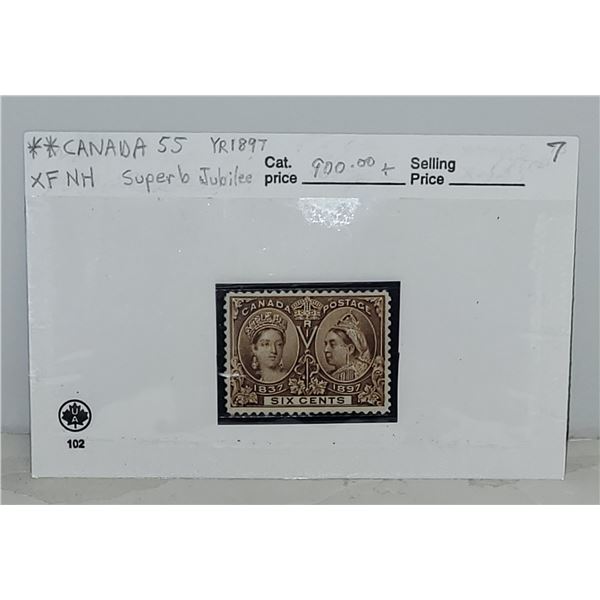 **CANADA 55 YR1897
XF NH Superb Jubilee
Cat. price 900.00+
Selling Price
7
CANADA POSTAGE
V R
1837 1897
SIX CENTS
UA
102